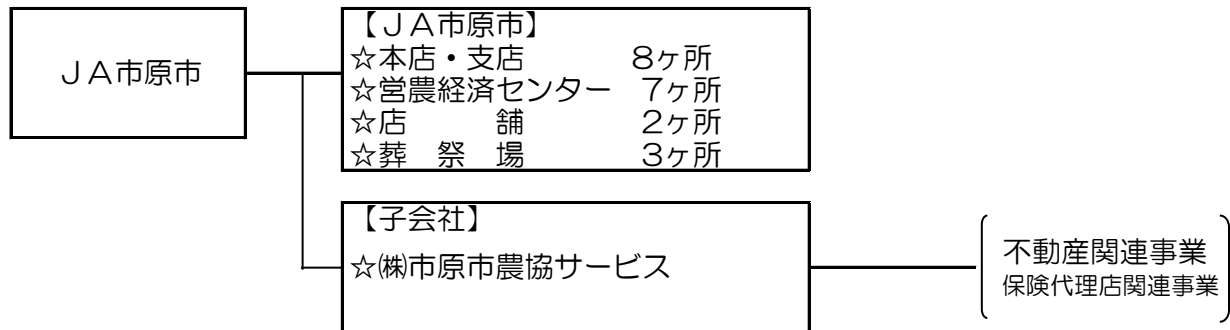 ＪＡ市原市
【ＪＡ市原市】
☆本店・支店　　　　8ヶ所
☆営農経済センター　7ヶ所
☆店　　　舗　　　　2ヶ所
☆葬　祭　場　　　　3ヶ所
【子会社】
☆㈱市原市農協サービス
不動産関連事業
保険代理店関連事業